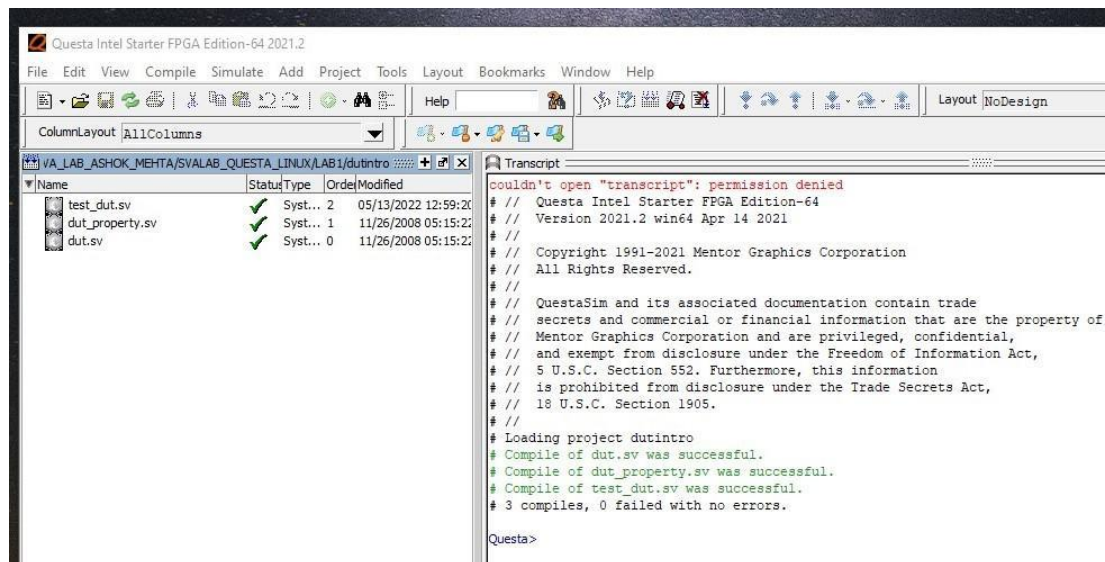 Questa Intel Starter FPGA Edition-64 2021.2
File Edit View Compile Simulate Add Project Tools Layout Bookmarks Window Help
Help
Layout NoDesign
ColumnLayout AllColumns
VA_LAB_ASHOK_MEHTA/SVALAB_QUESTA_LINUX/LAB1/dutintro
Name Status Type Order Modified
test_dut.sv Syst... 2 05/13/2022 12:59:20
dut_property.sv Syst... 1 11/26/2008 05:15:22
dut.sv Syst... 0 11/26/2008 05:15:22
Transcript
couldn't open "transcript": permission denied
# // Questa Intel Starter FPGA Edition-64
# // Version 2021.2 win64 Apr 14 2021
# //
# // Copyright 1991-2021 Mentor Graphics Corporation
# // All Rights Reserved.
# //
# // QuestaSim and its associated documentation contain trade
# // secrets and commercial or financial information that are the property of
# // Mentor Graphics Corporation and are privileged, confidential,
# // and exempt from disclosure under the Freedom of Information Act,
# // 5 U.S.C. Section 552. Furthermore, this information
# // is prohibited from disclosure under the Trade Secrets Act,
# // 18 U.S.C. Section 1905.
# //
# Loading project dutintro
# Compile of dut.sv was successful.
# Compile of dut_property.sv was successful.
# Compile of test_dut.sv was successful.
# 3 compiles, 0 failed with no errors.
Questa>